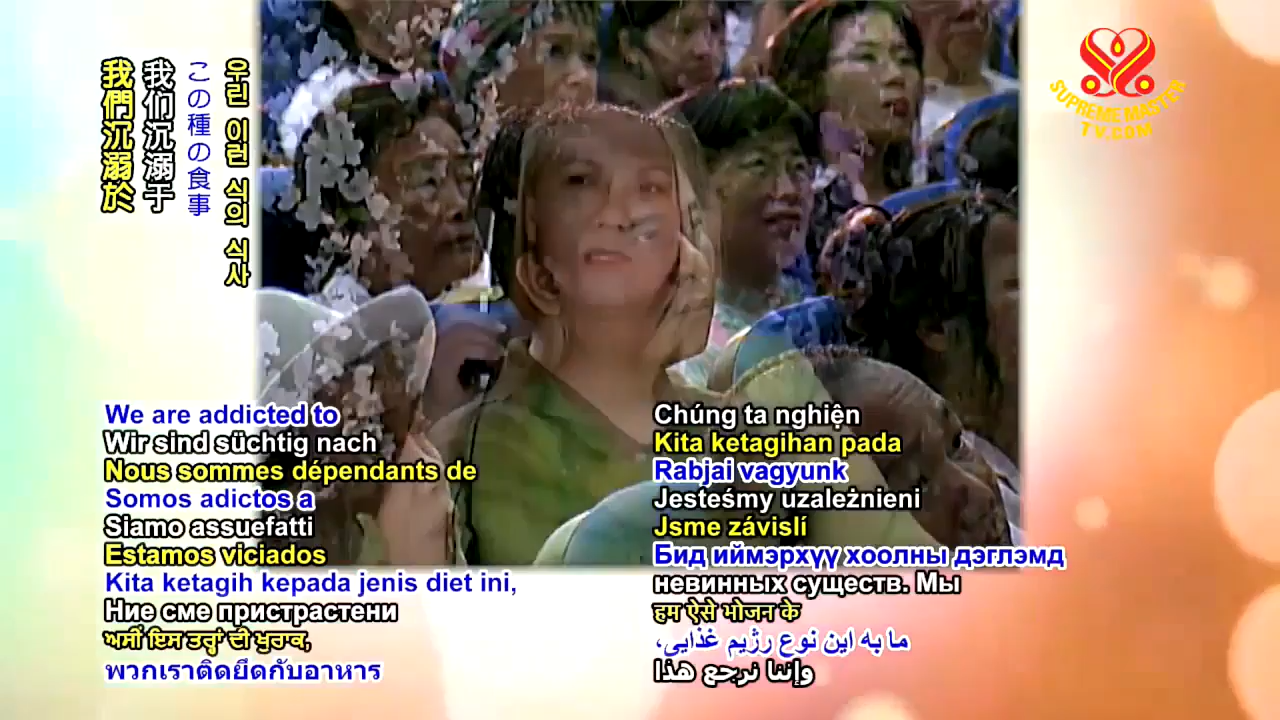 우린 이런 식의 식사
この種の食事
我们沉溺于
我們沉溺於
SUPREME MASTER
TV.COM
We are addicted to
Wir sind süchtig nach
Nous sommes dépendants de
Somos adictos a
Siamo assuefatti
Estamos viciados
Kita ketagih kepada jenis diet ini,
Ние сме пристрастени
ਅਸੀਂ ਇਸ ਤਰ੍ਹਾਂ ਦੀ ਖੁਰਾਕ,
พวกเราติดยึดกับอาหาร
Chúng ta nghiện
Kita ketagihan pada
Rabjai vagyunk
Jesteśmy uzależnieni
Jsme závislí
Бид иймэрхүү хоолны дэглэмд
невинных существ. Мы
हम ऐसे भोजन के
ما به این نوع رژیم غذایی،
وإننا نرجع هذا